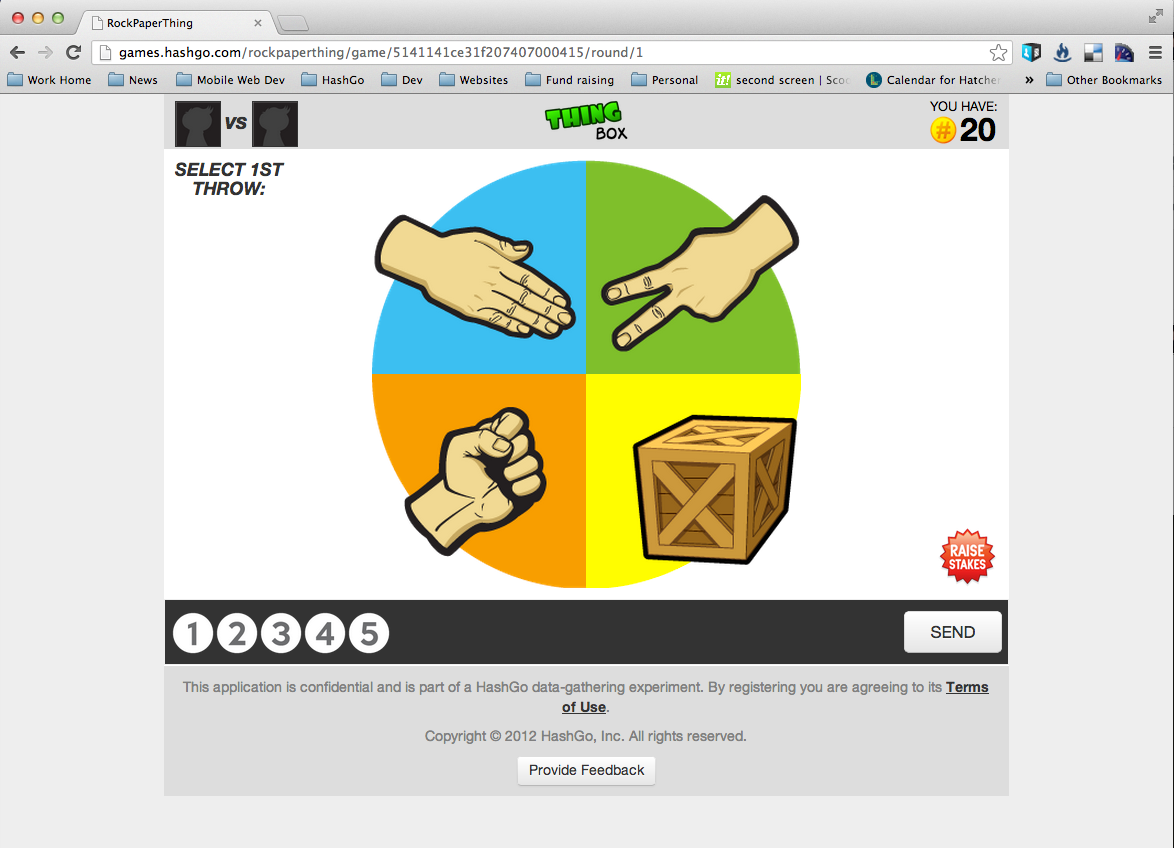 RockPaperThing
games.hashgo.com/rockpaperthing/game/5141141ce31f207407000415/round/1
Work Home News Mobile Web Dev HashGo Dev Websites Fund raising Personal it! second screen | Scoo Calendar for Hatcher » Other Bookmarks
VS
THING
BOX
YOU HAVE:
# 20
SELECT 1ST
THROW:
RAISE
STAKES
1 2 3 4 5
SEND
This application is confidential and is part of a HashGo data-gathering experiment. By registering you are agreeing to its Terms
of Use.
Copyright © 2012 HashGo, Inc. All rights reserved.
Provide Feedback